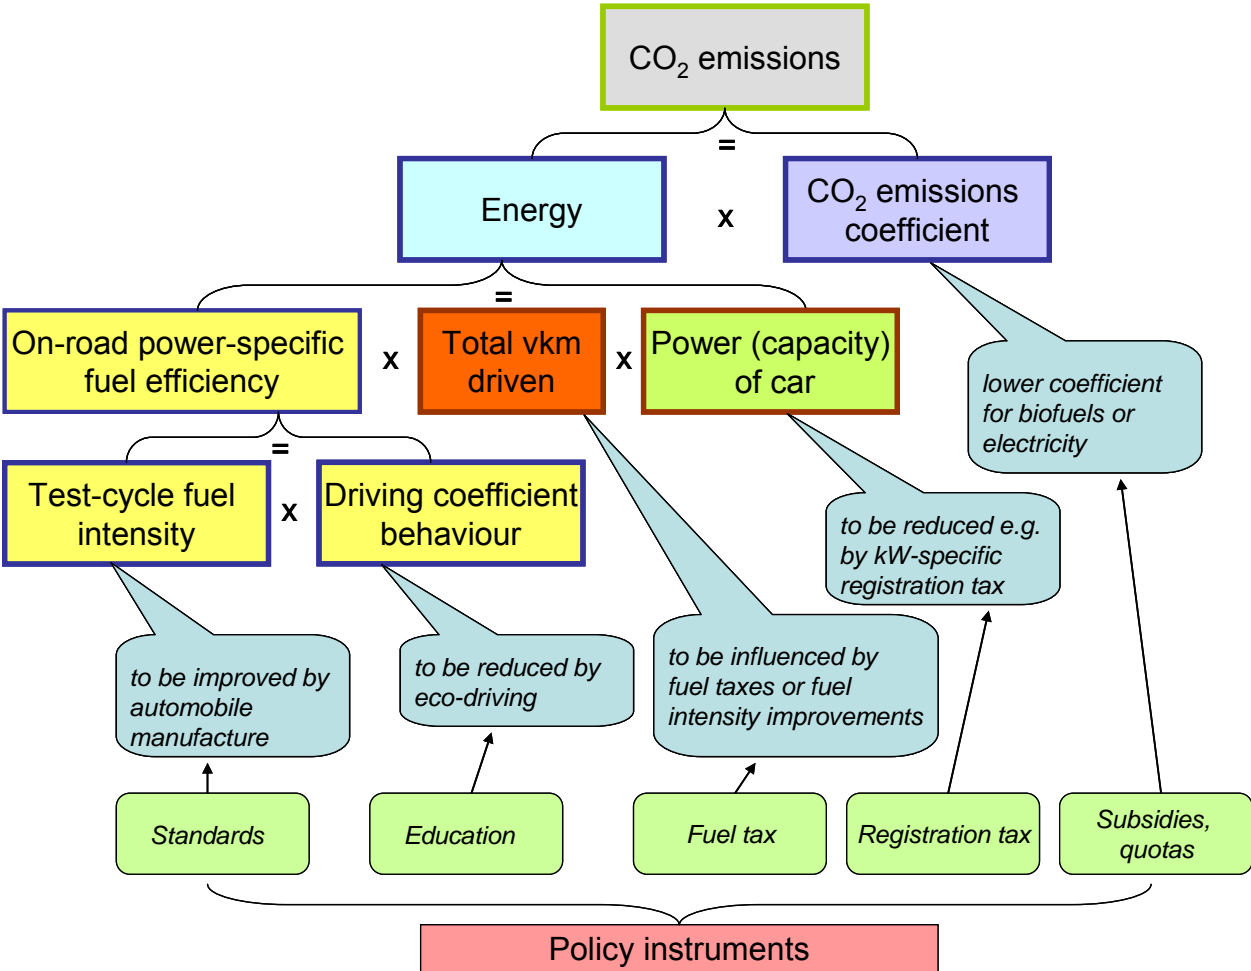 CO₂ emissions
=
Energy
x
CO₂ emissions
coefficient
=
On-road power-specific
fuel efficiency
x
Total vkm
driven
x
Power (capacity)
of car
lower coefficient
for biofuels or
electricity
=
Test-cycle fuel
intensity
x
Driving coefficient
behaviour
to be reduced e.g.
by kW-specific
registration tax
to be improved by
automobile
manufacture
to be reduced by
eco-driving
to be influenced by
fuel taxes or fuel
intensity improvements
Standards
Education
Fuel tax
Registration tax
Subsidies,
quotas
Policy instruments